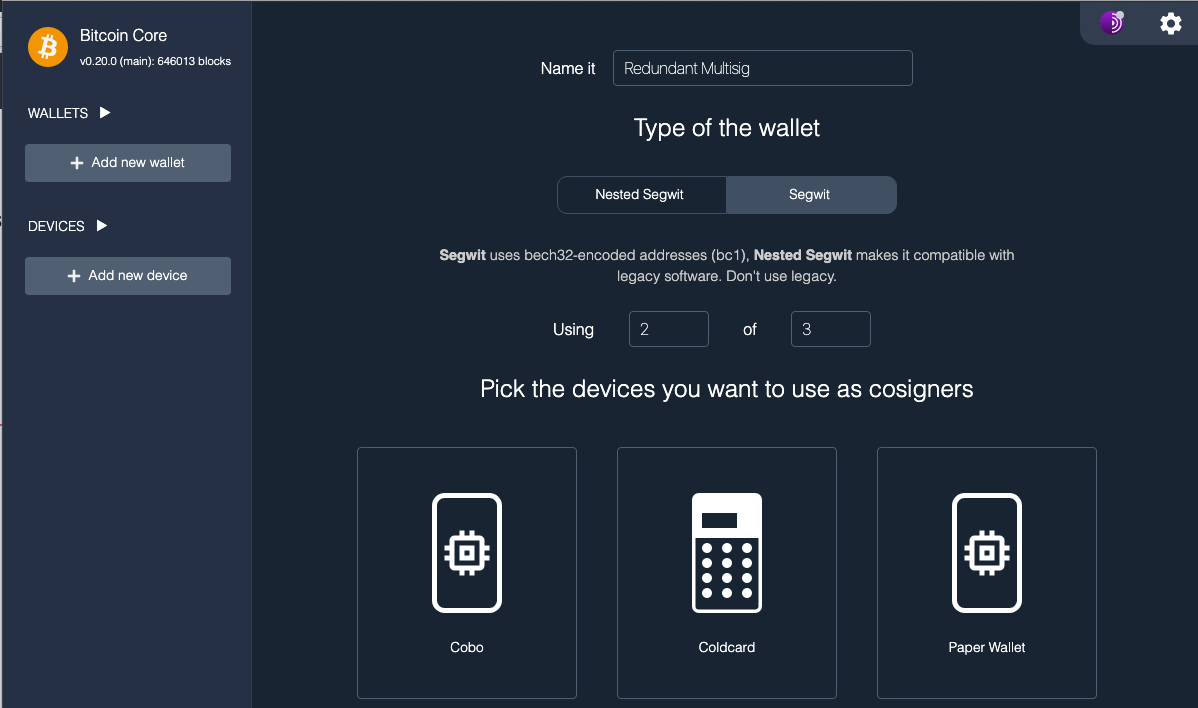 Bitcoin Core
v0.20.0 (main): 646013 blocks
WALLETS ▶
+ Add new wallet
DEVICES ▶
+ Add new device
Name it Redundant Multisig
Type of the wallet
Nested Segwit Segwit
Segwit uses bech32-encoded addresses (bc1), Nested Segwit makes it compatible with
legacy software. Don't use legacy.
Using 2 of 3
Pick the devices you want to use as cosigners
Cobo Coldcard Paper Wallet